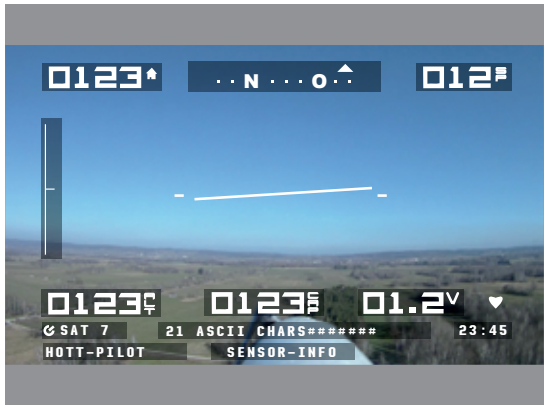 0123
··N···O··
012
0123
0123
01.2V
SAT 7
21 ASCII CHARS#######
23:45
HOTT-PILOT
SENSOR-INFO